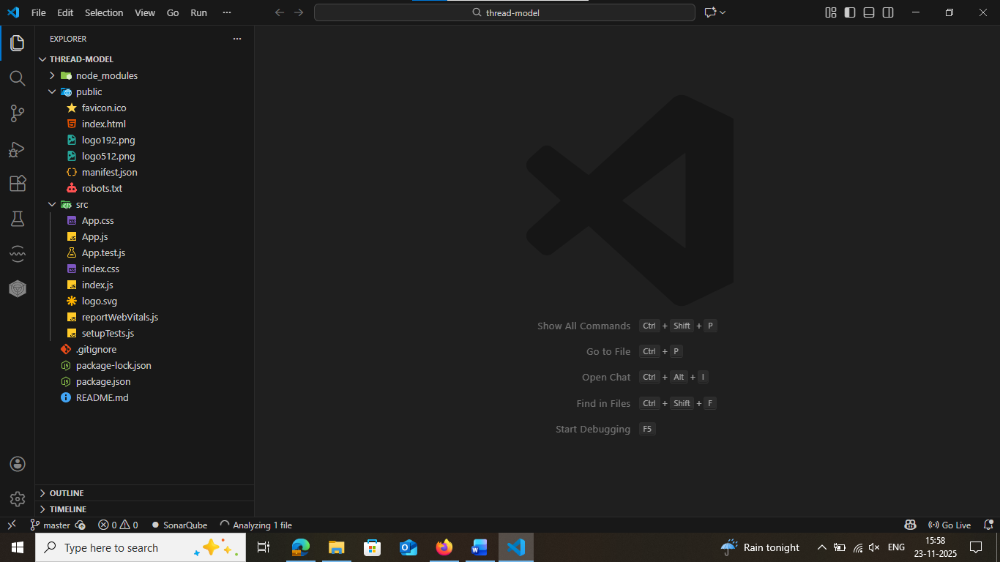 File Edit Selection View Go Run ···
thread-model
EXPLORER ···
THREAD-MODEL
node_modules
public
favicon.ico
index.html
logo192.png
logo512.png
manifest.json
robots.txt
src
App.css
App.js
App.test.js
index.css
index.js
logo.svg
reportWebVitals.js
setupTests.js
.gitignore
package-lock.json
package.json
README.md
OUTLINE
TIMELINE
Show All Commands Ctrl + Shift + P
Go to File Ctrl + P
Open Chat Ctrl + Alt + I
Find in Files Ctrl + Shift + F
Start Debugging F5
master 0 0 SonarQube Analyzing 1 file Go Live
Type here to search
Rain tonight
ENG
15:58
23-11-2025